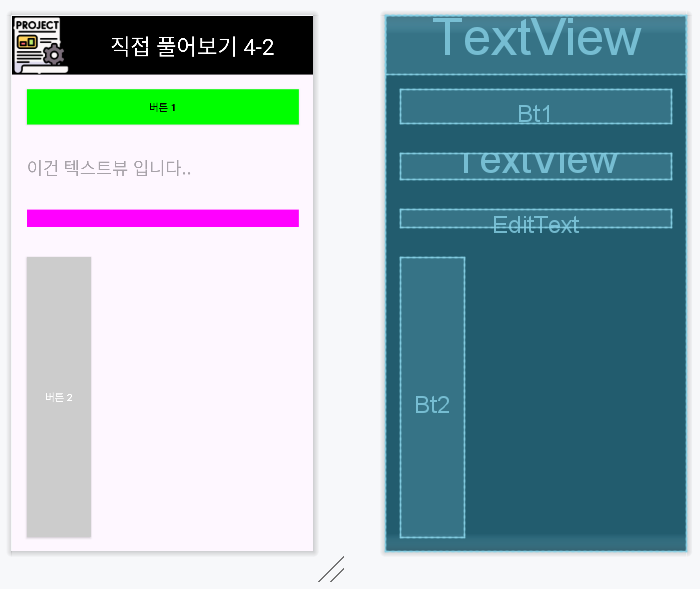 PROJECT
직접 풀어보기 4-2
버튼 1
이건 텍스트뷰 입니다..
버튼 2
TextView
Bt1
TextView
EditText
Bt2